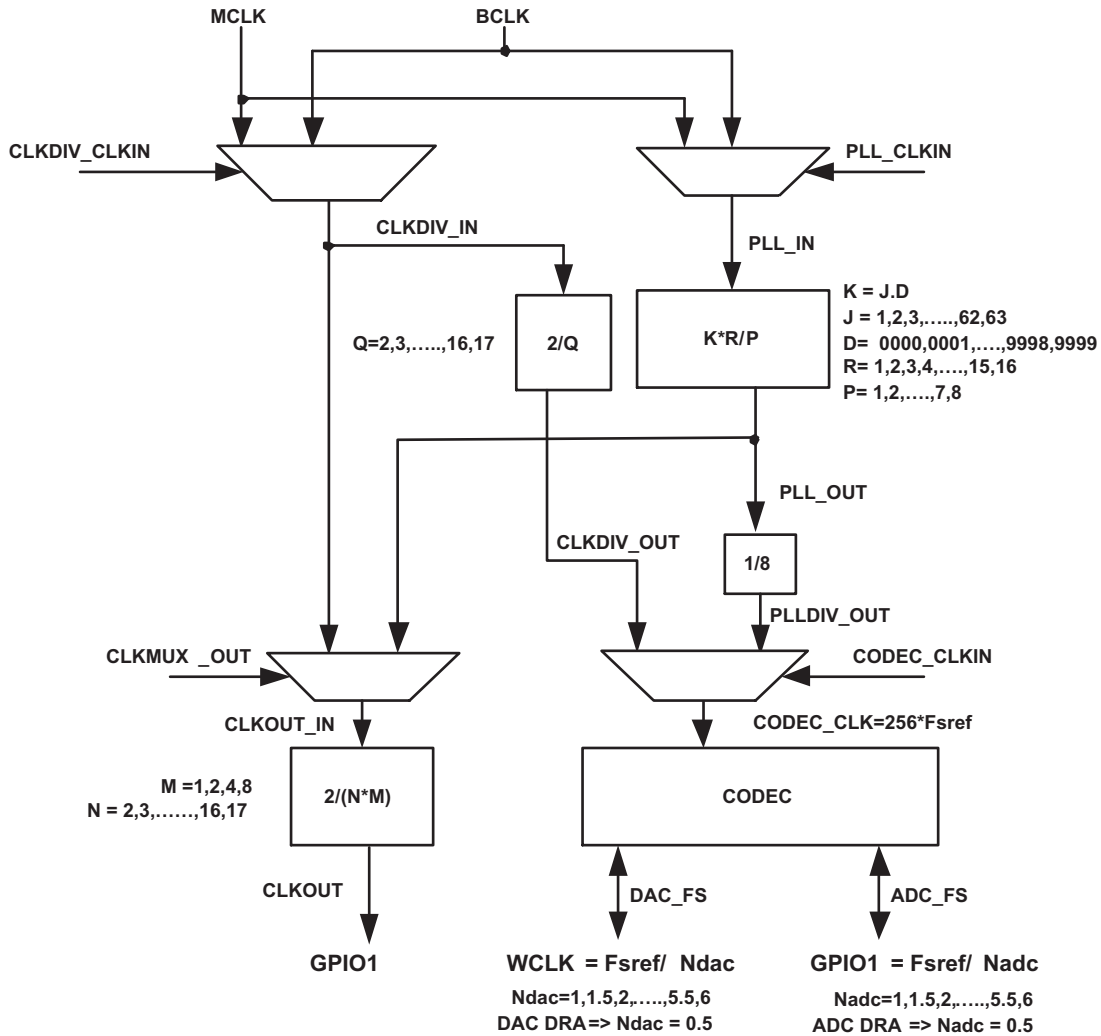 MCLK
BCLK
CLKDIV_CLKIN
PLL_CLKIN
CLKDIV_IN
PLL_IN
Q=2,3,.....,16,17
2/Q
K*R/P
K = J.D
J = 1,2,3,.....,62,63
D= 0000,0001,....,9998,9999
R= 1,2,3,4,....,15,16
P= 1,2,....,7,8
PLL_OUT
CLKDIV_OUT
1/8
PLLDIV_OUT
CLKMUX _OUT
CODEC_CLKIN
CLKOUT_IN
CODEC_CLK=256*Fsref
M =1,2,4,8
N = 2,3,......,16,17
2/(N*M)
CODEC
CLKOUT
DAC_FS
ADC_FS
GPIO1
WCLK = Fsref/ Ndac
GPIO1 = Fsref/ Nadc
Ndac=1,1.5,2,.....,5.5,6
Nadc=1,1.5,2,.....,5.5,6
DAC DRA => Ndac = 0.5
ADC DRA => Nadc = 0.5